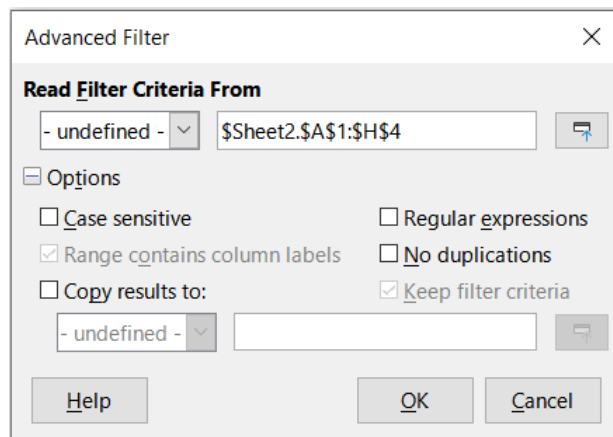 Advanced Filter
Read Filter Criteria From
- undefined - $Sheet2.$A$1:$H$4
Options
Case sensitive Regular expressions
Range contains column labels No duplications
Copy results to: Keep filter criteria
- undefined -
Help OK Cancel